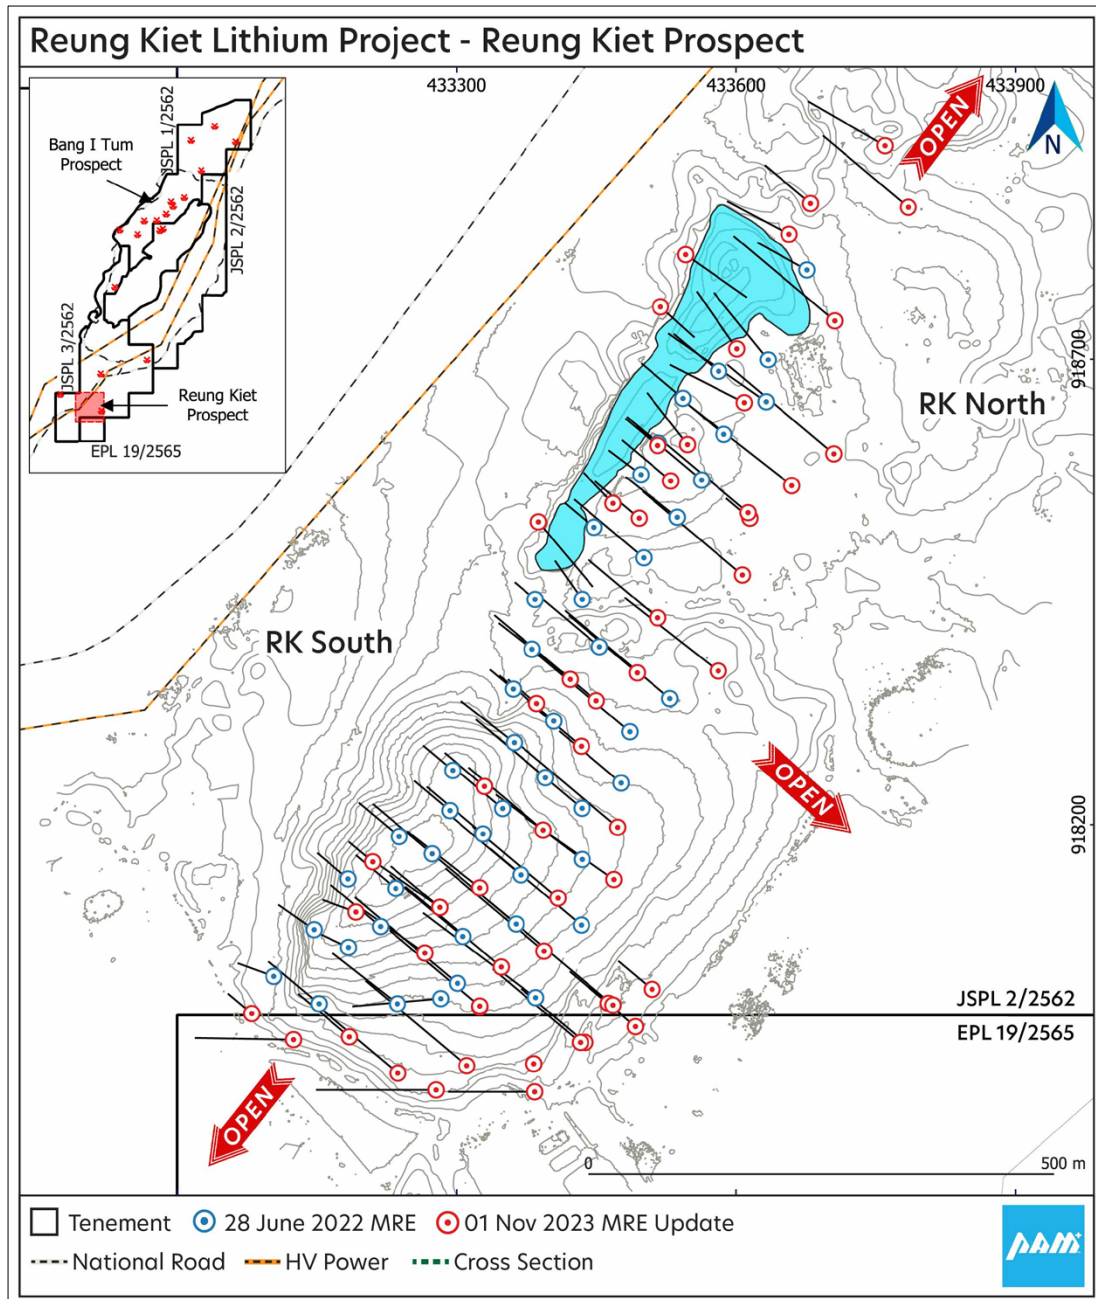 Reung Kiet Lithium Project - Reung Kiet Prospect
433300
433600
433900
OPEN
N
JSPL 1/2562
Bang I Tum
Prospect
JSPL 2/2562
JSPL 3/2562
Reung Kiet
Prospect
EPL 19/2565
918700
RK North
RK South
OPEN
918200
JSPL 2/2562
EPL 19/2565
OPEN
0
500 m
Tenement
28 June 2022 MRE
01 Nov 2023 MRE Update
National Road
HV Power
Cross Section
PAM